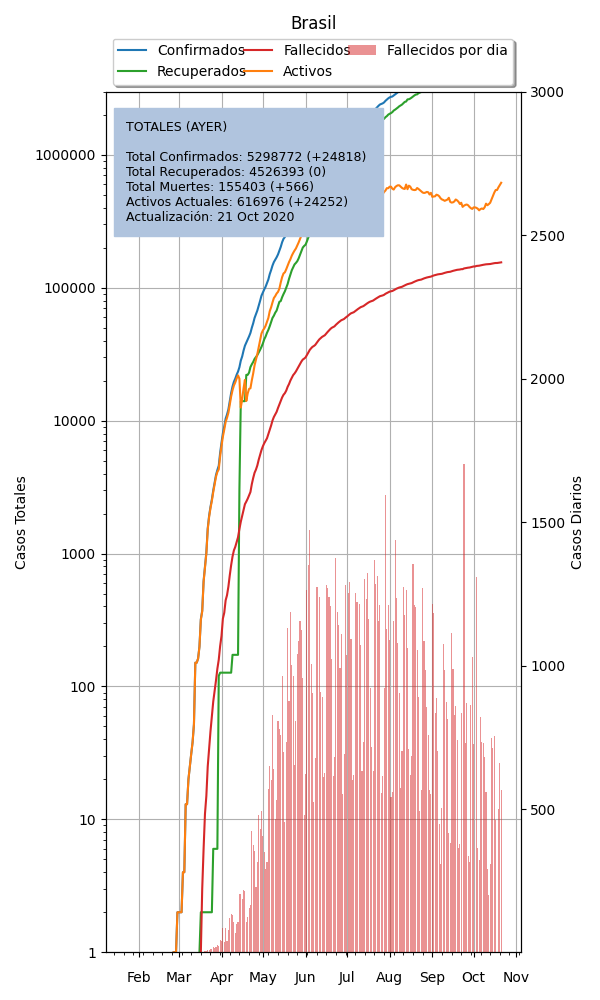 Brasil
Confirmados
Recuperados
Fallecidos
Activos
Fallecidos por dia
TOTALES (AYER)
Total Confirmados: 5298772 (+24818)
Total Recuperados: 4526393 (0)
Total Muertes: 155403 (+566)
Activos Actuales: 616976 (+24252)
Actualización: 21 Oct 2020
1000000
100000
10000
1000
100
10
1
Casos Totales
3000
2500
2000
1500
1000
500
Casos Diarios
Feb Mar Apr May Jun Jul Aug Sep Oct Nov